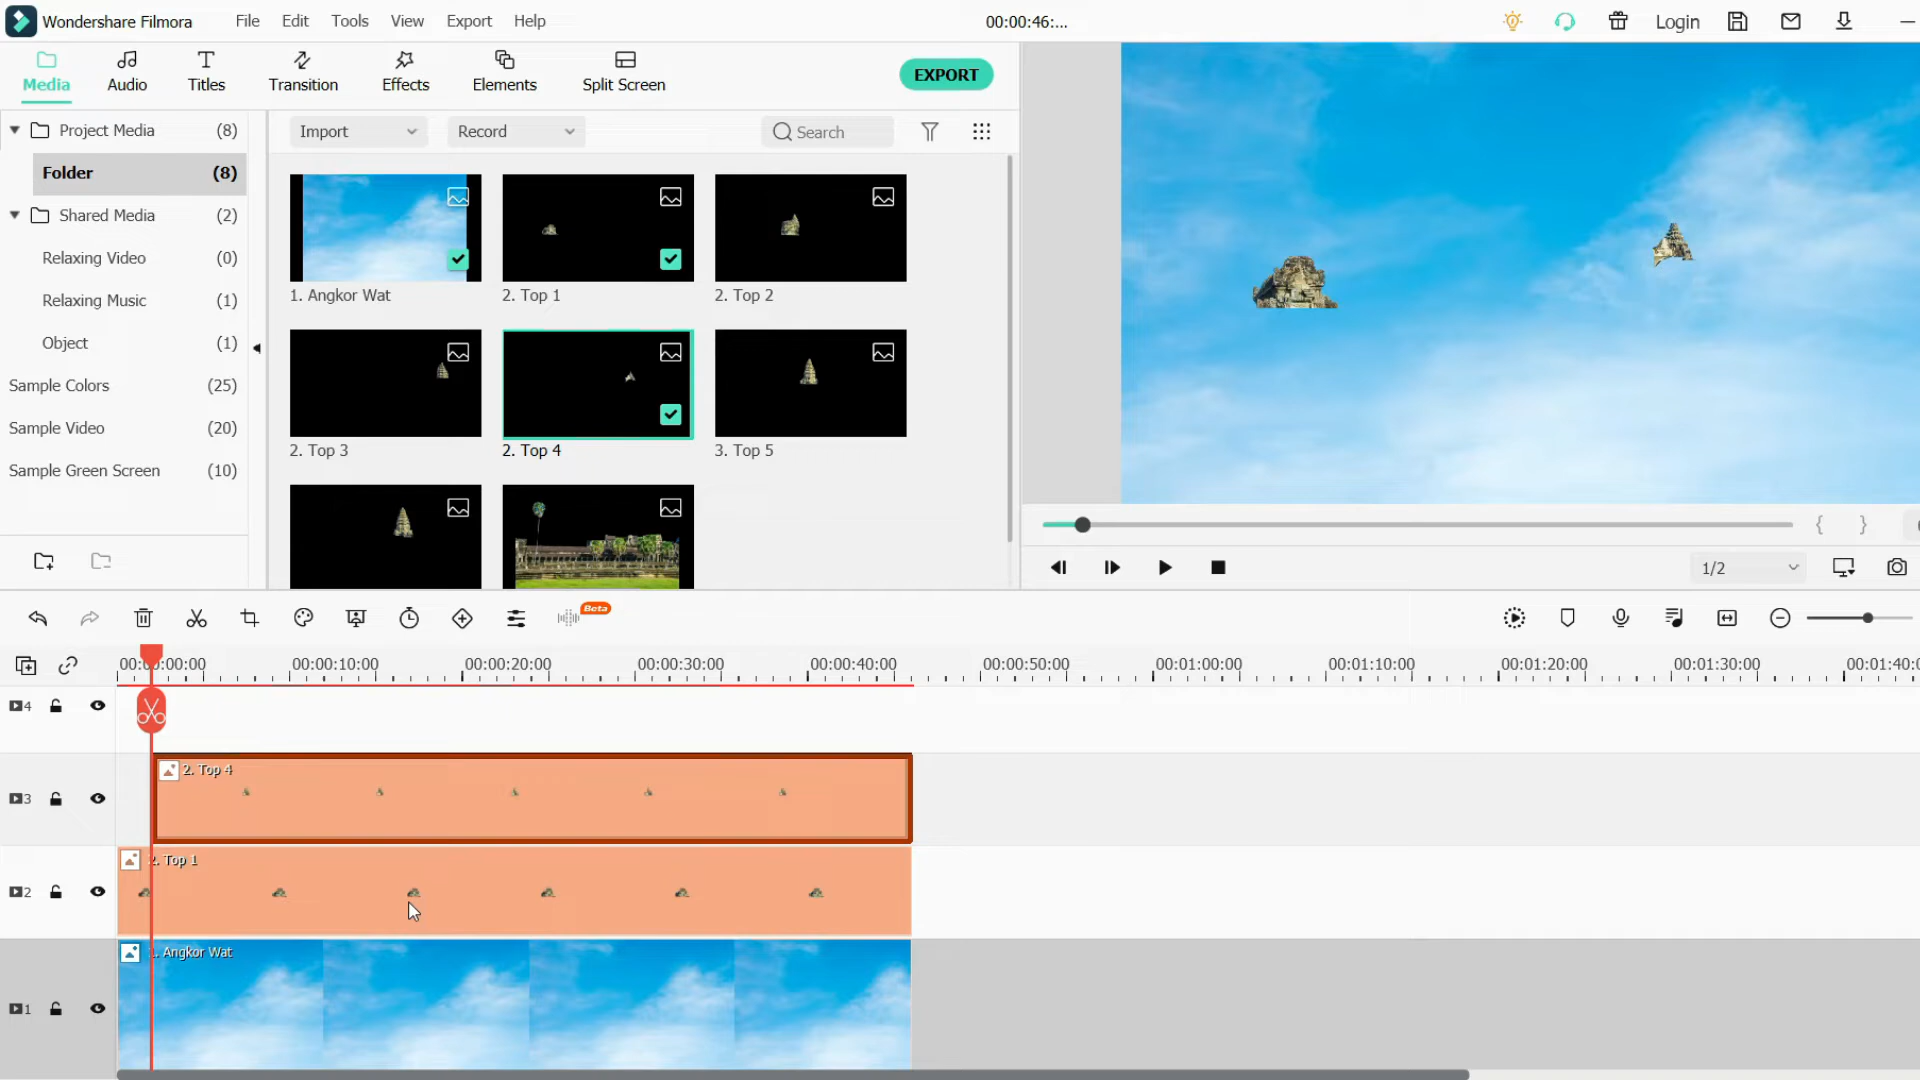 Wondershare Filmora File Edit Tools View Export Help 00:00:46:... Login
Media Audio Titles Transition Effects Elements Split Screen EXPORT
Project Media (8) Import Record Search
Folder (8)
Shared Media (2)
Relaxing Video (0)
Relaxing Music (1)
Object (1)
Sample Colors (25)
Sample Video (20)
Sample Green Screen (10)
1. Angkor Wat 2. Top 1 2. Top 2
2. Top 3 2. Top 4 3. Top 5
{ }
1/2
Beta
00:00:00:00 00:00:10:00 00:00:20:00 00:00:30:00 00:00:40:00 00:00:50:00 00:01:00:00 00:01:10:00 00:01:20:00 00:01:30:00 00:01:40:0
4
2. Top 4
3
2. Top 1
2
1. Angkor Wat
1